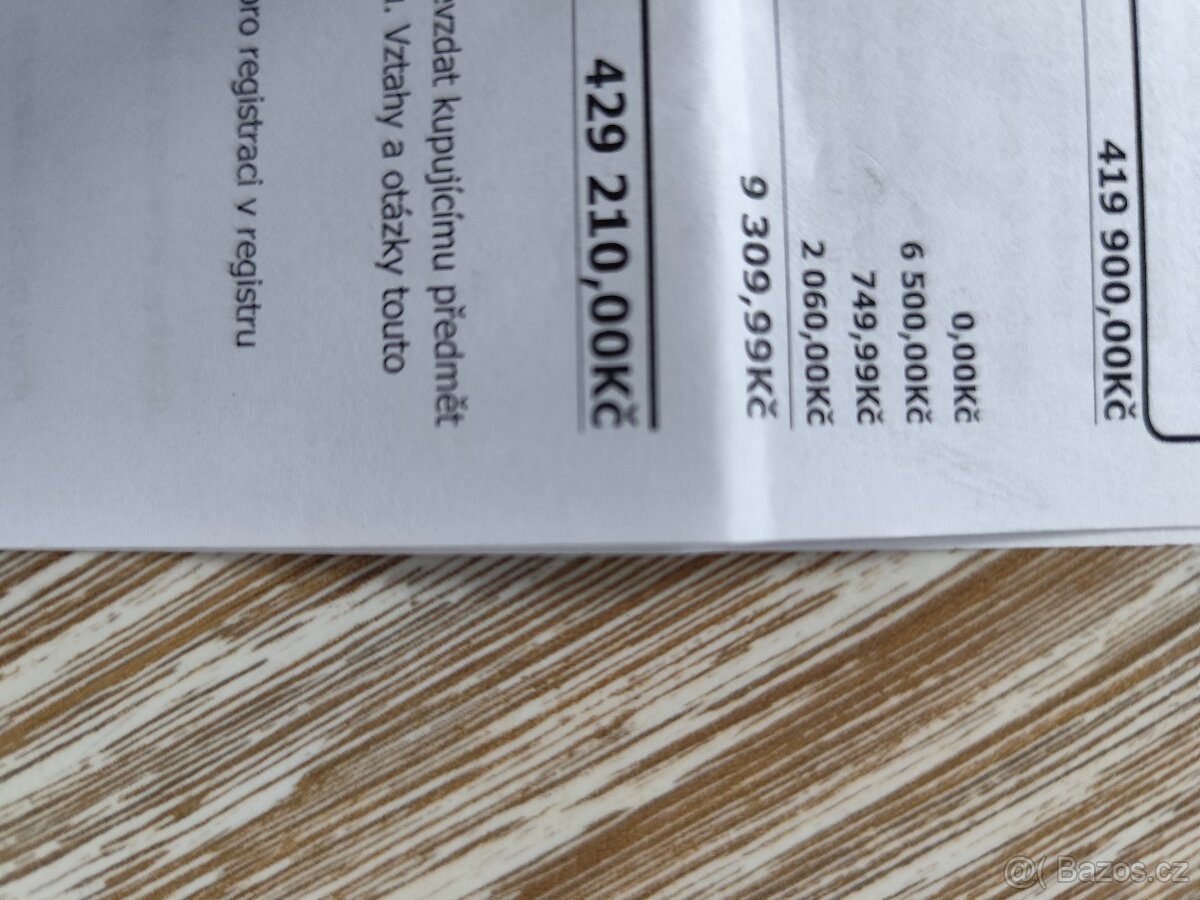 419 900,00Kč
0,00Kč
6 500,00Kč
749,99Kč
2 060,00Kč
9 309,99Kč
429 210,00Kč
evzdat kupujícímu předmět
. Vztahy a otázky touto
pro registraci v registru
@( Bazos.cz